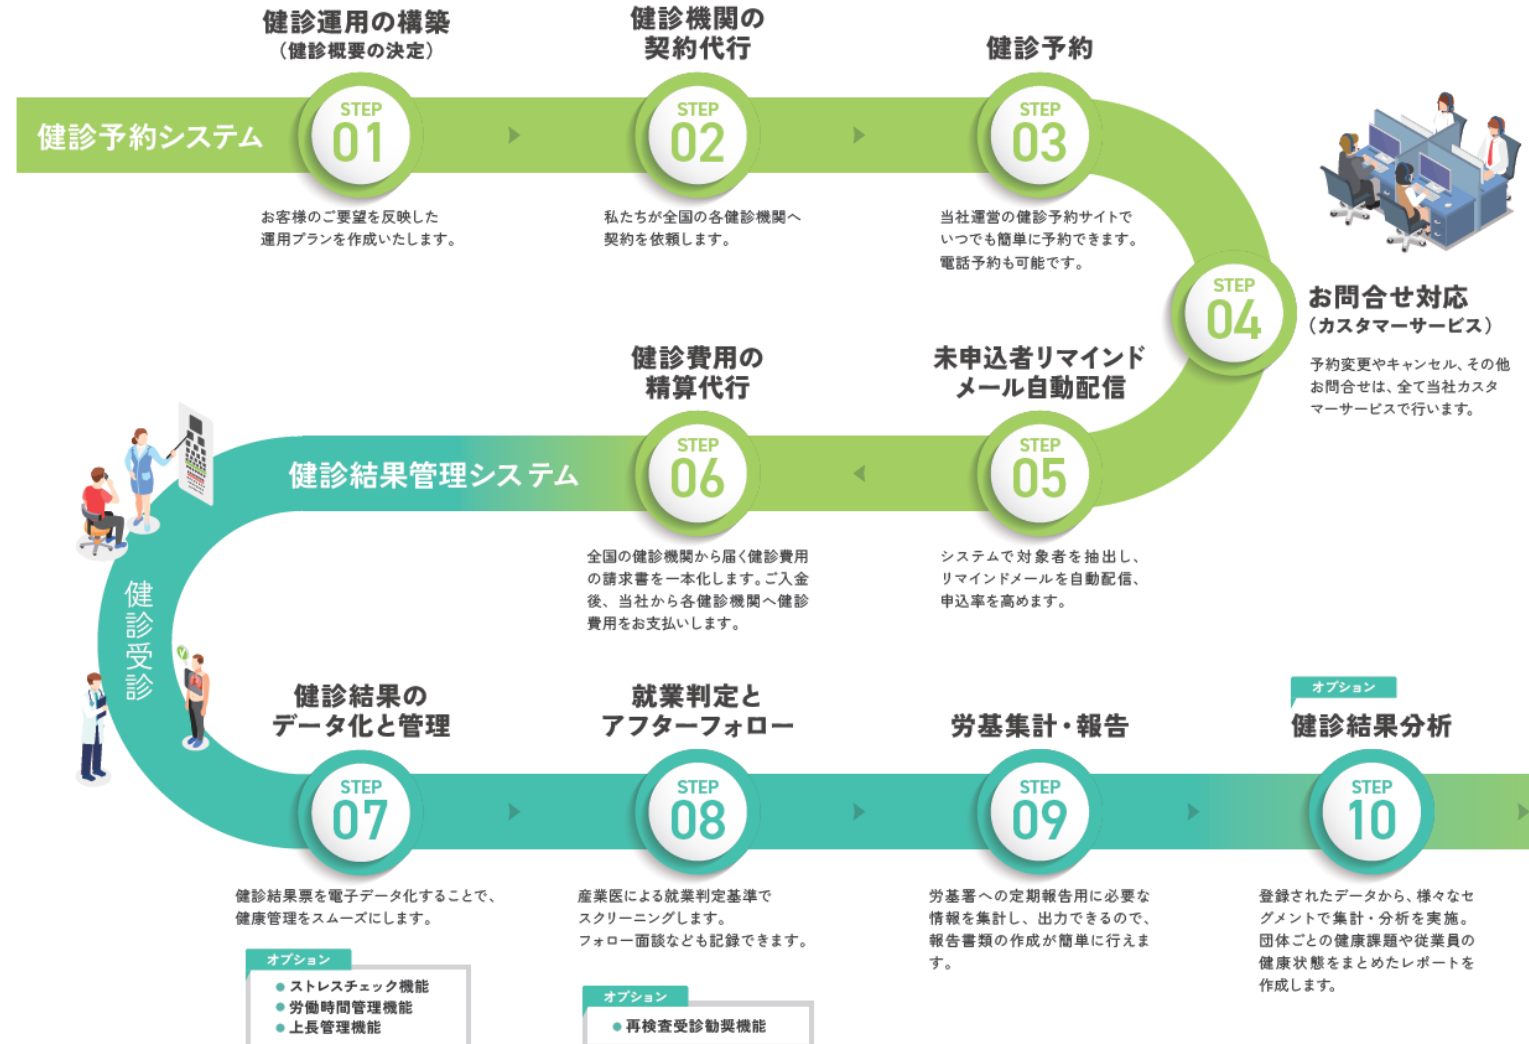 健診予約システム
健診運用の構築
（健診概要の決定）
STEP
01
お客様のご要望を反映した
運用プランを作成いたします。
健診機関の
契約代行
STEP
02
私たちが全国の各健診機関へ
契約を依頼します。
健診予約
STEP
03
当社運営の健診予約サイトで
いつでも簡単に予約できます。
電話予約も可能です。
STEP
04
お問合せ対応
（カスタマーサービス）
予約変更やキャンセル、その他
お問合せは、全て当社カスタ
マーサービスで行います。
未申込者リマインド
メール自動配信
STEP
05
システムで対象者を抽出し、
リマインドメールを自動配信、
申込率を高めます。
健診費用の
精算代行
STEP
06
全国の健診機関から届く健診費用
の請求書を一本化します。ご入金
後、当社から各健診機関へ健診
費用をお支払いします。
健診結果管理システム
健診受診
健診結果の
データ化と管理
STEP
07
健診結果票を電子データ化することで、
健康管理をスムーズにします。
オプション
●ストレスチェック機能
●労働時間管理機能
●上長管理機能
就業判定と
アフターフォロー
STEP
08
産業医による就業判定基準で
スクリーニングします。
フォロー面談なども記録できます。
オプション
●再検査受診勧奨機能
労基集計・報告
STEP
09
労基署への定期報告用に必要な
情報を集計し、出力できるので、
報告書類の作成が簡単に行えま
す。
オプション
健診結果分析
STEP
10
登録されたデータから、様々なセ
グメントで集計・分析を実施。
団体ごとの健康課題や従業員の
健康状態をまとめたレポートを
作成します。